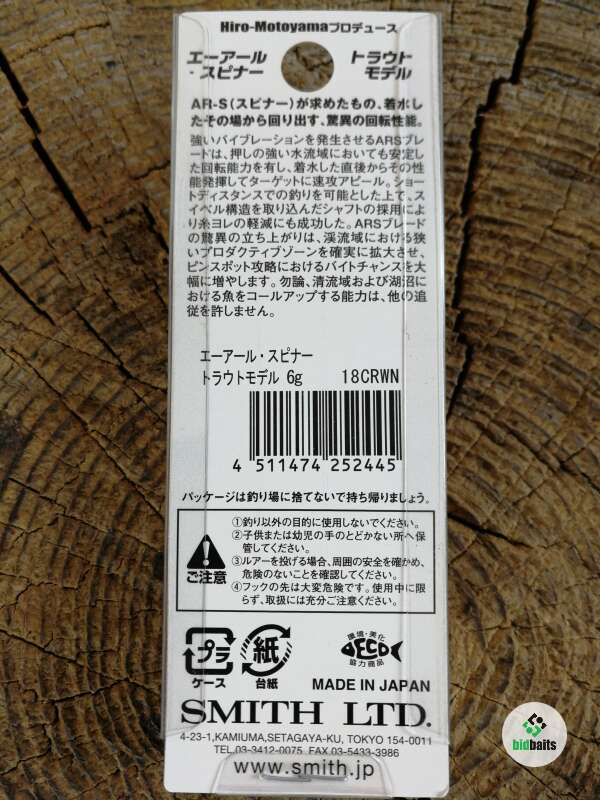 Hiro-Motoyamaプロデュース
エーアール トラウト
・スピナー モデル
AR-S(スピナー)が求めたもの、着水し
たその場から回り出す、驚異の回転性能。
強いバイブレーションを発生させるARSブレ
ードは、押しの強い水流域においても安定し
た回転能力を有し、着水した直後からその性
能発揮してターゲットに速攻アピール。ショー
トディスタンスでの釣りを可能とした上で、ス
イベル構造を取り込んだシャフトの採用によ
り糸ヨレの軽減にも成功した。ARSブレード
の驚異の立ち上がりは、渓流域における狭
いプロダクティブゾーンを確実に拡大させ、
ピンスポット攻略におけるバイトチャンスを大
幅に増やします。勿論、清流域および湖沼に
おける魚をコールアップする能力は、他の追
従を許しません。
エーアール・スピナー
トラウトモデル 6g 18CRWN
4 511474 252445
パッケージは釣り場に捨てないで持ち帰りましょう。
ご注意
①釣り以外の目的に使用しないでください。
②子供または幼児の手のとどかない所へ保
管してください。
③ルアーを投げる場合、周囲の安全を確かめ、
危険のないことを確認してください。
④フックの先は大変危険です。使用中に限
らず、取扱には充分ご注意ください。
プラ
ケース
紙
台紙
環境・美化
ECO
協力商品
MADE IN JAPAN
SMITH LTD.
4-23-1,KAMIUMA,SETAGAYA-KU, TOKYO 154-0011
TEL.03-3412-0075 FAX.03-5433-3986
www.smith.jp
bidbaits